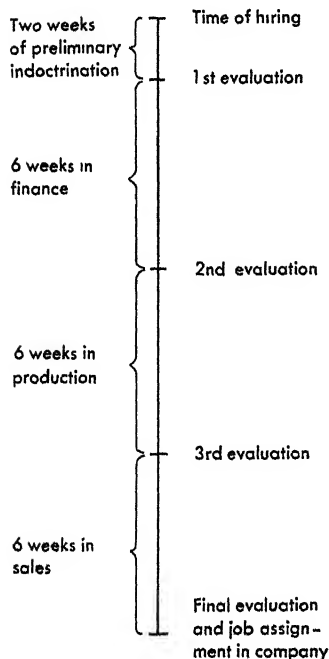 Time of hiring
Two weeks
of preliminary
indoctrination
1st evaluation
6 weeks in
finance
2nd evaluation
6 weeks in
production
3rd evaluation
6 weeks in
sales
Final evaluation
and job assign-
ment in company